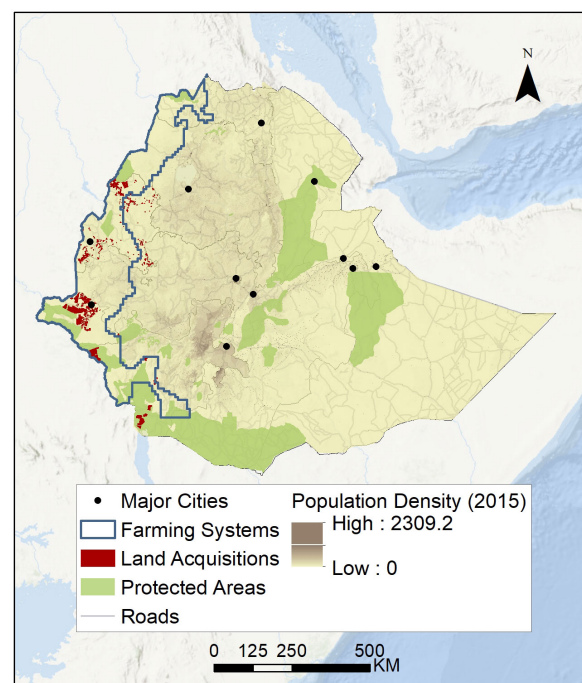 N
Major Cities
Farming Systems
Land Acquisitions
Protected Areas
Roads
Population Density (2015)
High : 2309.2
Low : 0
0 125 250 500
KM